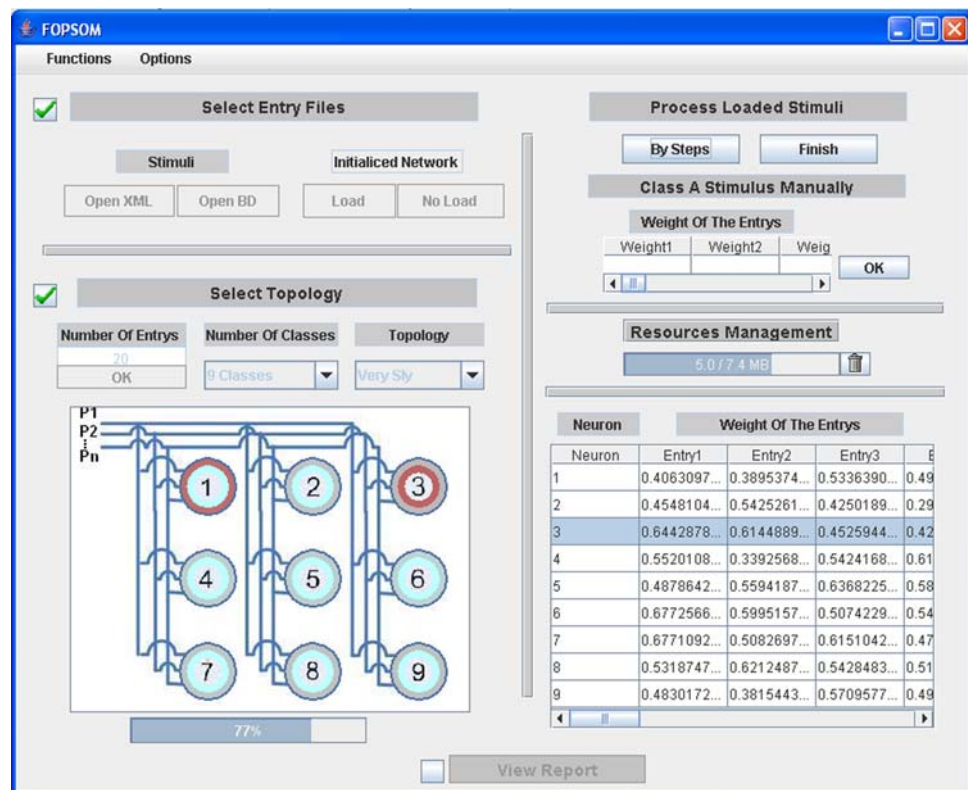 FOPSOM
Functions Options
Select Entry Files
Stimuli Initialiced Network
Open XML Open BD Load No Load
Select Topology
Number Of Entrys Number Of Classes Topology
20
OK
9 Classes Very Sly
P1
P2
Pn
1 2 3
4 5 6
7 8 9
77%
Process Loaded Stimuli
By Steps Finish
Class A Stimulus Manually
Weight Of The Entrys
Weight1 Weight2 Weig
OK
Resources Management
5.0 / 7.4 MB
Neuron Weight Of The Entrys
Neuron Entry1 Entry2 Entry3 E
1 0.4063097... 0.3895374... 0.5336390... 0.49
2 0.4548104... 0.5425261... 0.4250189... 0.29
3 0.6442878... 0.6144889... 0.4525944... 0.42
4 0.5520108... 0.3392568... 0.5424168... 0.61
5 0.4878642... 0.5594187... 0.6368225... 0.58
6 0.6772566... 0.5995157... 0.5074229... 0.54
7 0.6771092... 0.5082697... 0.6151042... 0.47
8 0.5318747... 0.6212487... 0.5428483... 0.51
9 0.4830172... 0.3815443... 0.5709577... 0.49
View Report